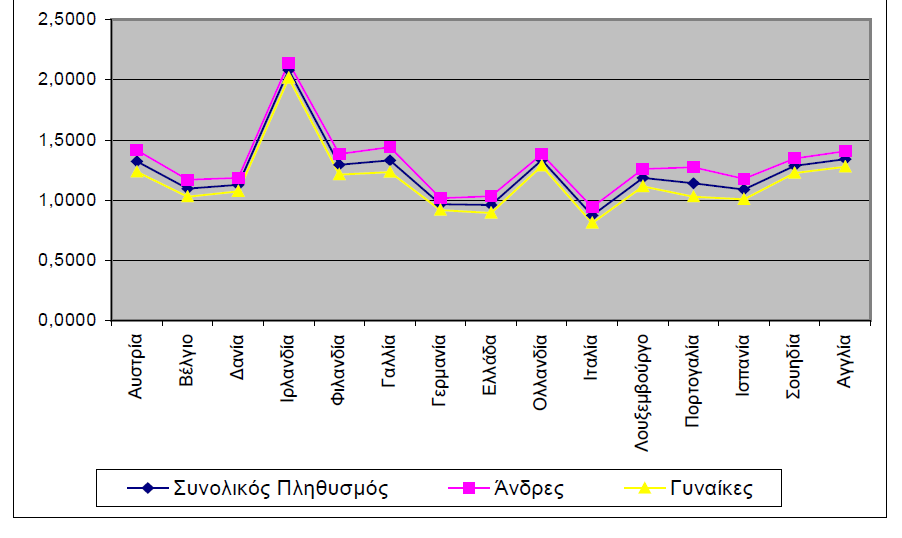 2,5000
2,0000
1,5000
1,0000
0,5000
0,0000
Αυστρία
Βέλγιο
Δανία
Ιρλανδία
Φιλανδία
Γαλλία
Γερμανία
Ελλάδα
Ολλανδία
Ιταλία
Λουξεμβούργο
Πορτογαλία
Ισπανία
Σουηδία
Αγγλία
Συνολικός Πληθυσμός Άνδρες Γυναίκες